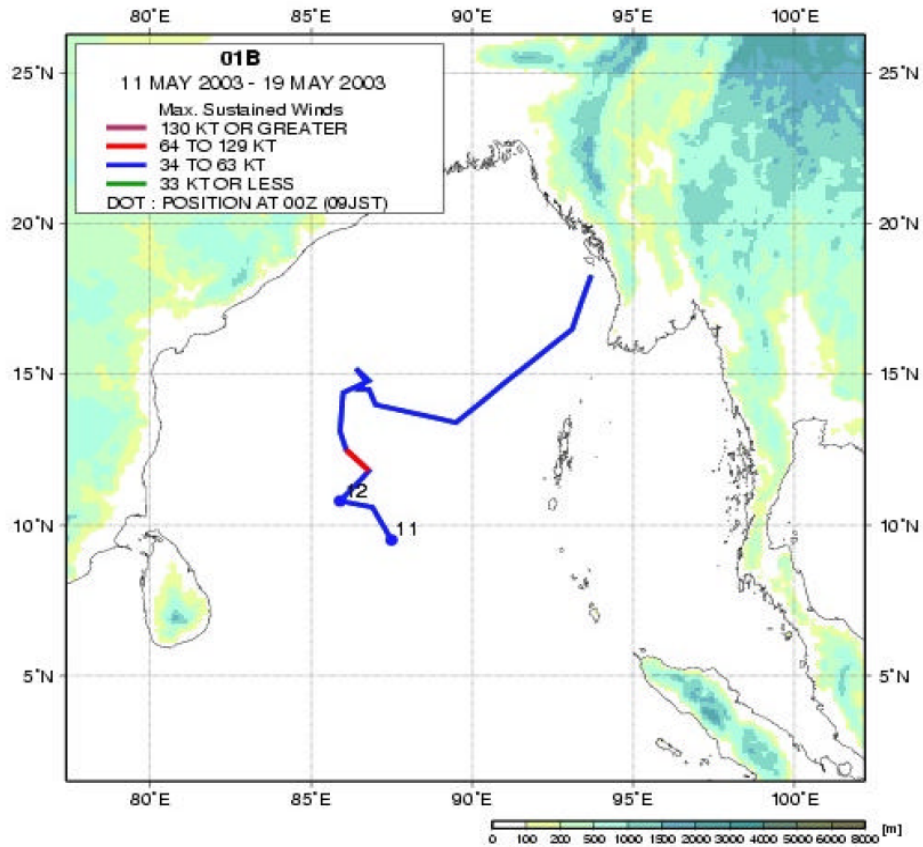 80°E 85°E 90°E 95°E 100°E
01B
11 MAY 2003 - 19 MAY 2003
Max. Sustained Winds
130 KT OR GREATER
64 TO 129 KT
34 TO 63 KT
33 KT OR LESS
DOT : POSITION AT 00Z (09JST)
25°N 25°N
20°N 20°N
15°N 15°N
12
10°N 11 10°N
5°N 5°N
80°E 85°E 90°E 95°E 100°E
[m]
0 100 200 500 1000 1500 2000 3000 4000 5000 6000 8000